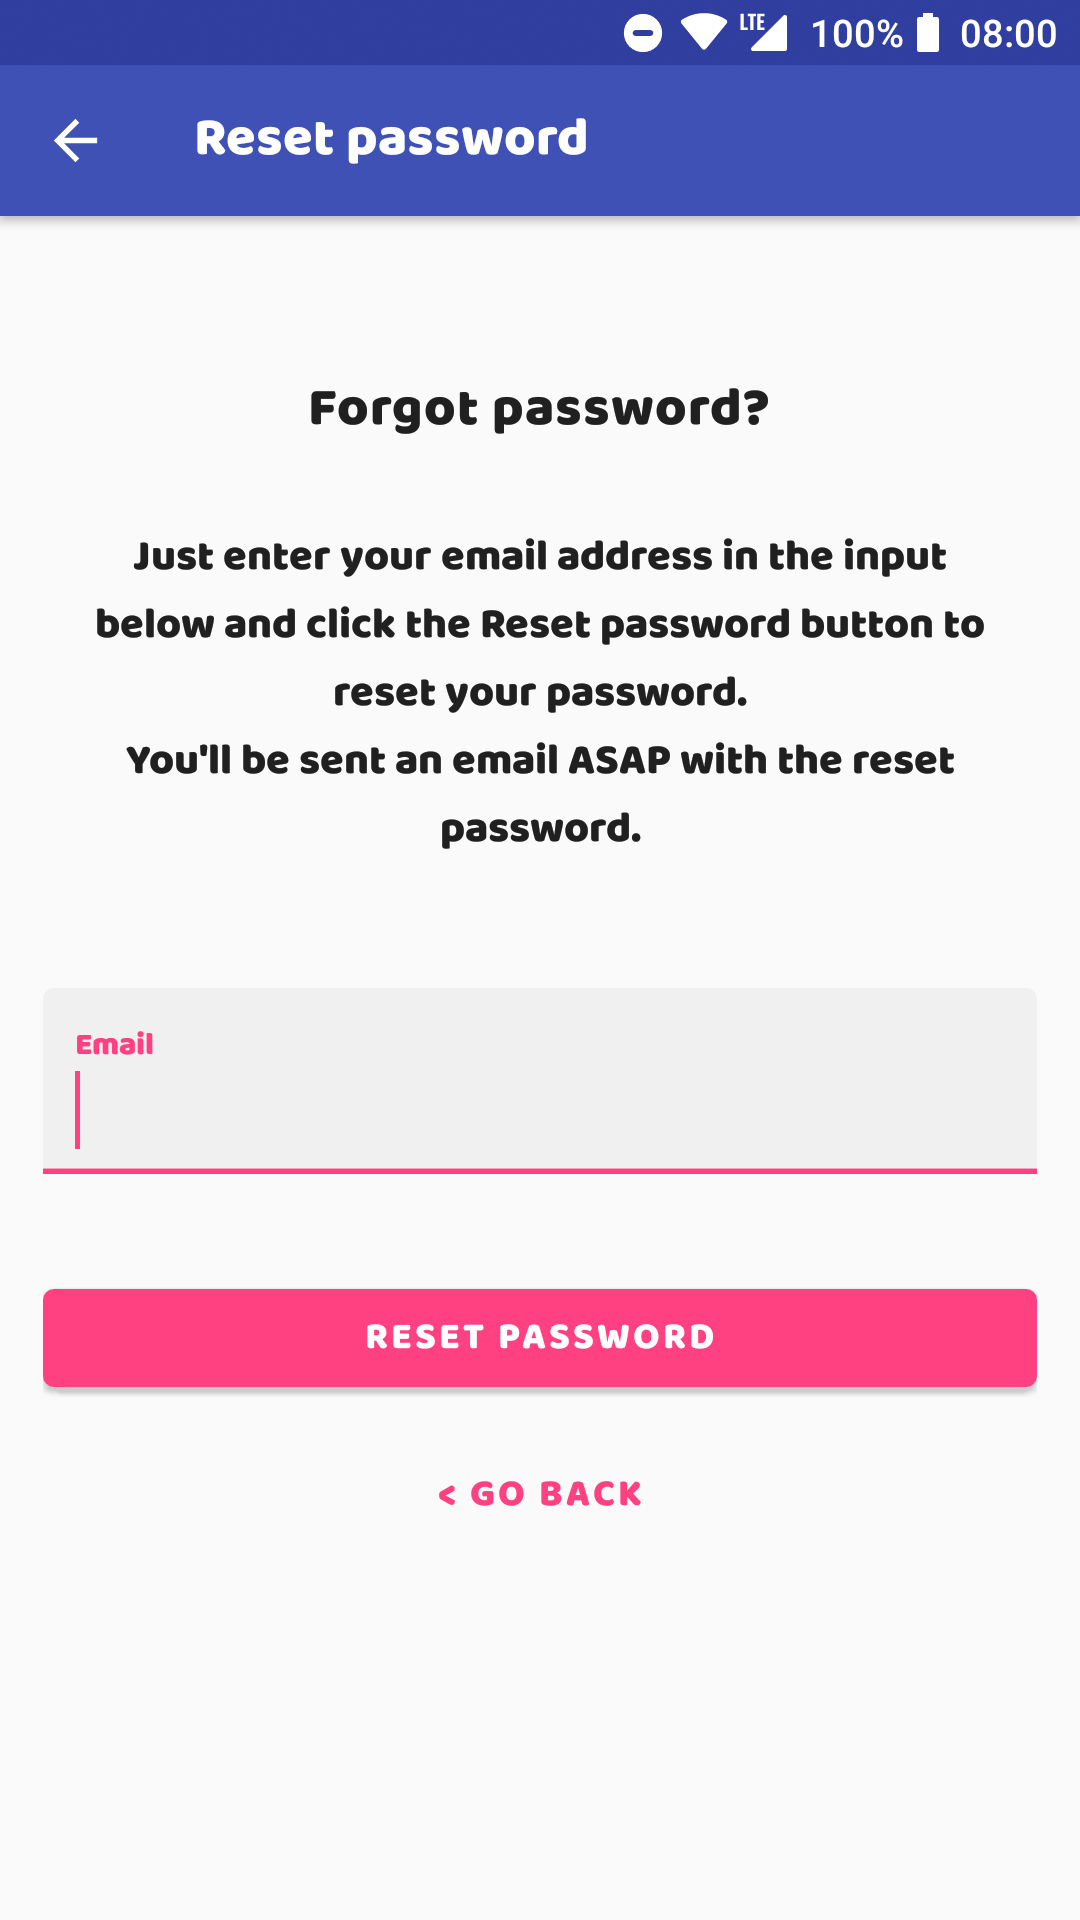 LTE 100% 08:00
Reset password
Forgot password?
Just enter your email address in the input
below and click the Reset password button to
reset your password.
You'll be sent an email ASAP with the reset
password.
Email
RESET PASSWORD
< GO BACK